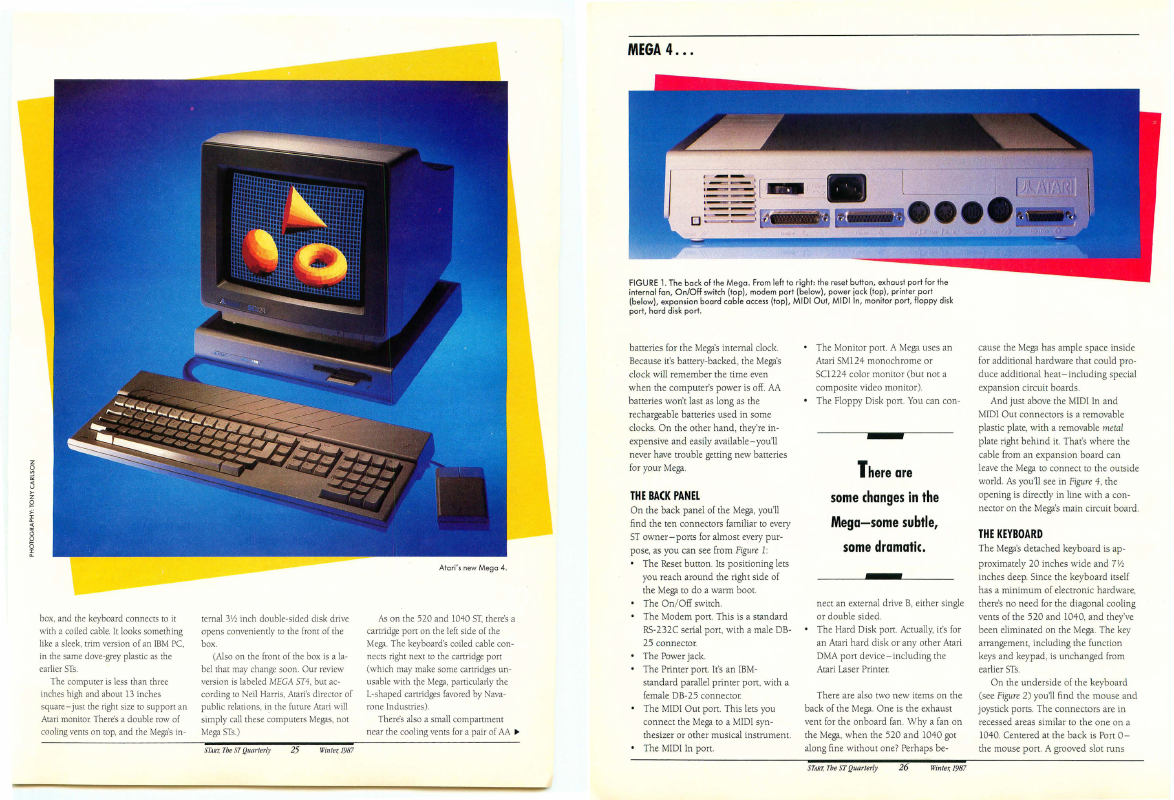 PHOTOGRAPHY: TONY CARLSON
SC1224
Atari's new Mega 4.
box, and the keyboard connects to it
with a coiled cable. It looks something
like a sleek, trim version of an IBM PC,
in the same dove-grey plastic as the
earlier STs.
The computer is less than three
inches high and about 13 inches
square—just the right size to support an
Atari monitor. There's a double row of
cooling vents on top, and the Mega's in-
ternal 3½ inch double-sided disk drive
opens conveniently to the front of the
box.
(Also on the front of the box is a la-
bel that may change soon. Our review
version is labeled MEGA ST4, but ac-
cording to Neil Harris, Atari's director of
public relations, in the future Atari will
simply call these computers Megas, not
Mega STs.)
As on the 520 and 1040 ST, there's a
cartridge port on the left side of the
Mega. The keyboard's coiled cable con-
nects right next to the cartridge port
(which may make some cartridges un-
usable with the Mega, particularly the
L-shaped cartridges favored by Nava-
rone Industries).
There's also a small compartment
near the cooling vents for a pair of AA ▶
START, The ST Quarterly 25 Winter, 1987
MEGA 4...
ATARI
FIGURE 1. The back of the Mega. From left to right: the reset button, exhaust port for the
internal fan, On/Off switch (top), modem port (below), power jack (top), printer port
(below), expansion board cable access (top), MIDI Out, MIDI In, monitor port, floppy disk
port, hard disk port.
batteries for the Mega's internal clock.
Because it's battery-backed, the Mega's
clock will remember the time even
when the computer's power is off. AA
batteries won't last as long as the
rechargeable batteries used in some
clocks. On the other hand, they're in-
expensive and easily available—you'll
never have trouble getting new batteries
for your Mega.
THE BACK PANEL
On the back panel of the Mega, you'll
find the ten connectors familiar to every
ST owner—ports for almost every pur-
pose, as you can see from Figure 1:
• The Reset button. Its positioning lets
you reach around the right side of
the Mega to do a warm boot.
• The On/Off switch.
• The Modem port. This is a standard
RS-232C serial port, with a male DB-
25 connector.
• The Power jack.
• The Printer port. It's an IBM-
standard parallel printer port, with a
female DB-25 connector.
• The MIDI Out port. This lets you
connect the Mega to a MIDI syn-
thesizer or other musical instrument.
• The MIDI In port.
• The Monitor port. A Mega uses an
Atari SM124 monochrome or
SC1224 color monitor (but not a
composite video monitor).
• The Floppy Disk port. You can con-
There are
some changes in the
Mega—some subtle,
some dramatic.
nect an external drive B, either single
or double sided.
• The Hard Disk port. Actually, it's for
an Atari hard disk or any other Atari
DMA port device—including the
Atari Laser Printer.
There are also two new items on the
back of the Mega. One is the exhaust
vent for the onboard fan. Why a fan on
the Mega, when the 520 and 1040 got
along fine without one? Perhaps be-
cause the Mega has ample space inside
for additional hardware that could pro-
duce additional heat—including special
expansion circuit boards.
And just above the MIDI In and
MIDI Out connectors is a removable
plastic plate, with a removable metal
plate right behind it. That's where the
cable from an expansion board can
leave the Mega to connect to the outside
world. As you'll see in Figure 4, the
opening is directly in line with a con-
nector on the Mega's main circuit board.
THE KEYBOARD
The Mega's detached keyboard is ap-
proximately 20 inches wide and 7½
inches deep. Since the keyboard itself
has a minimum of electronic hardware,
there's no need for the diagonal cooling
vents of the 520 and 1040, and they've
been eliminated on the Mega. The key
arrangement, including the function
keys and keypad, is unchanged from
earlier STs.
On the underside of the keyboard
(see Figure 2) you'll find the mouse and
joystick ports. The connectors are in
recessed areas similar to the one on a
1040. Centered at the back is Port 0—
the mouse port. A grooved slot runs
START, The ST Quarterly 26 Winter, 1987